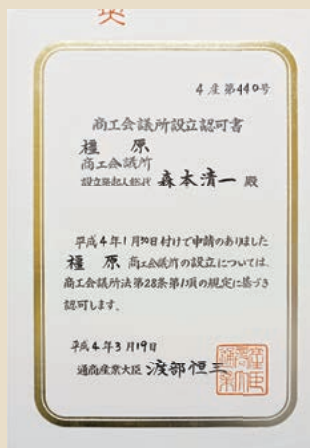 4産第440号
商工会議所設立認可書
橿原
商工会議所
設立発起人総代 森本清一 殿
平成4年1月30日付けで申請のありました
橿原 商工会議所の設立については、
商工会議所法第28条第1項の規定に基づき
認可します。
平成4年3月19日
通商産業大臣 渡部恒三